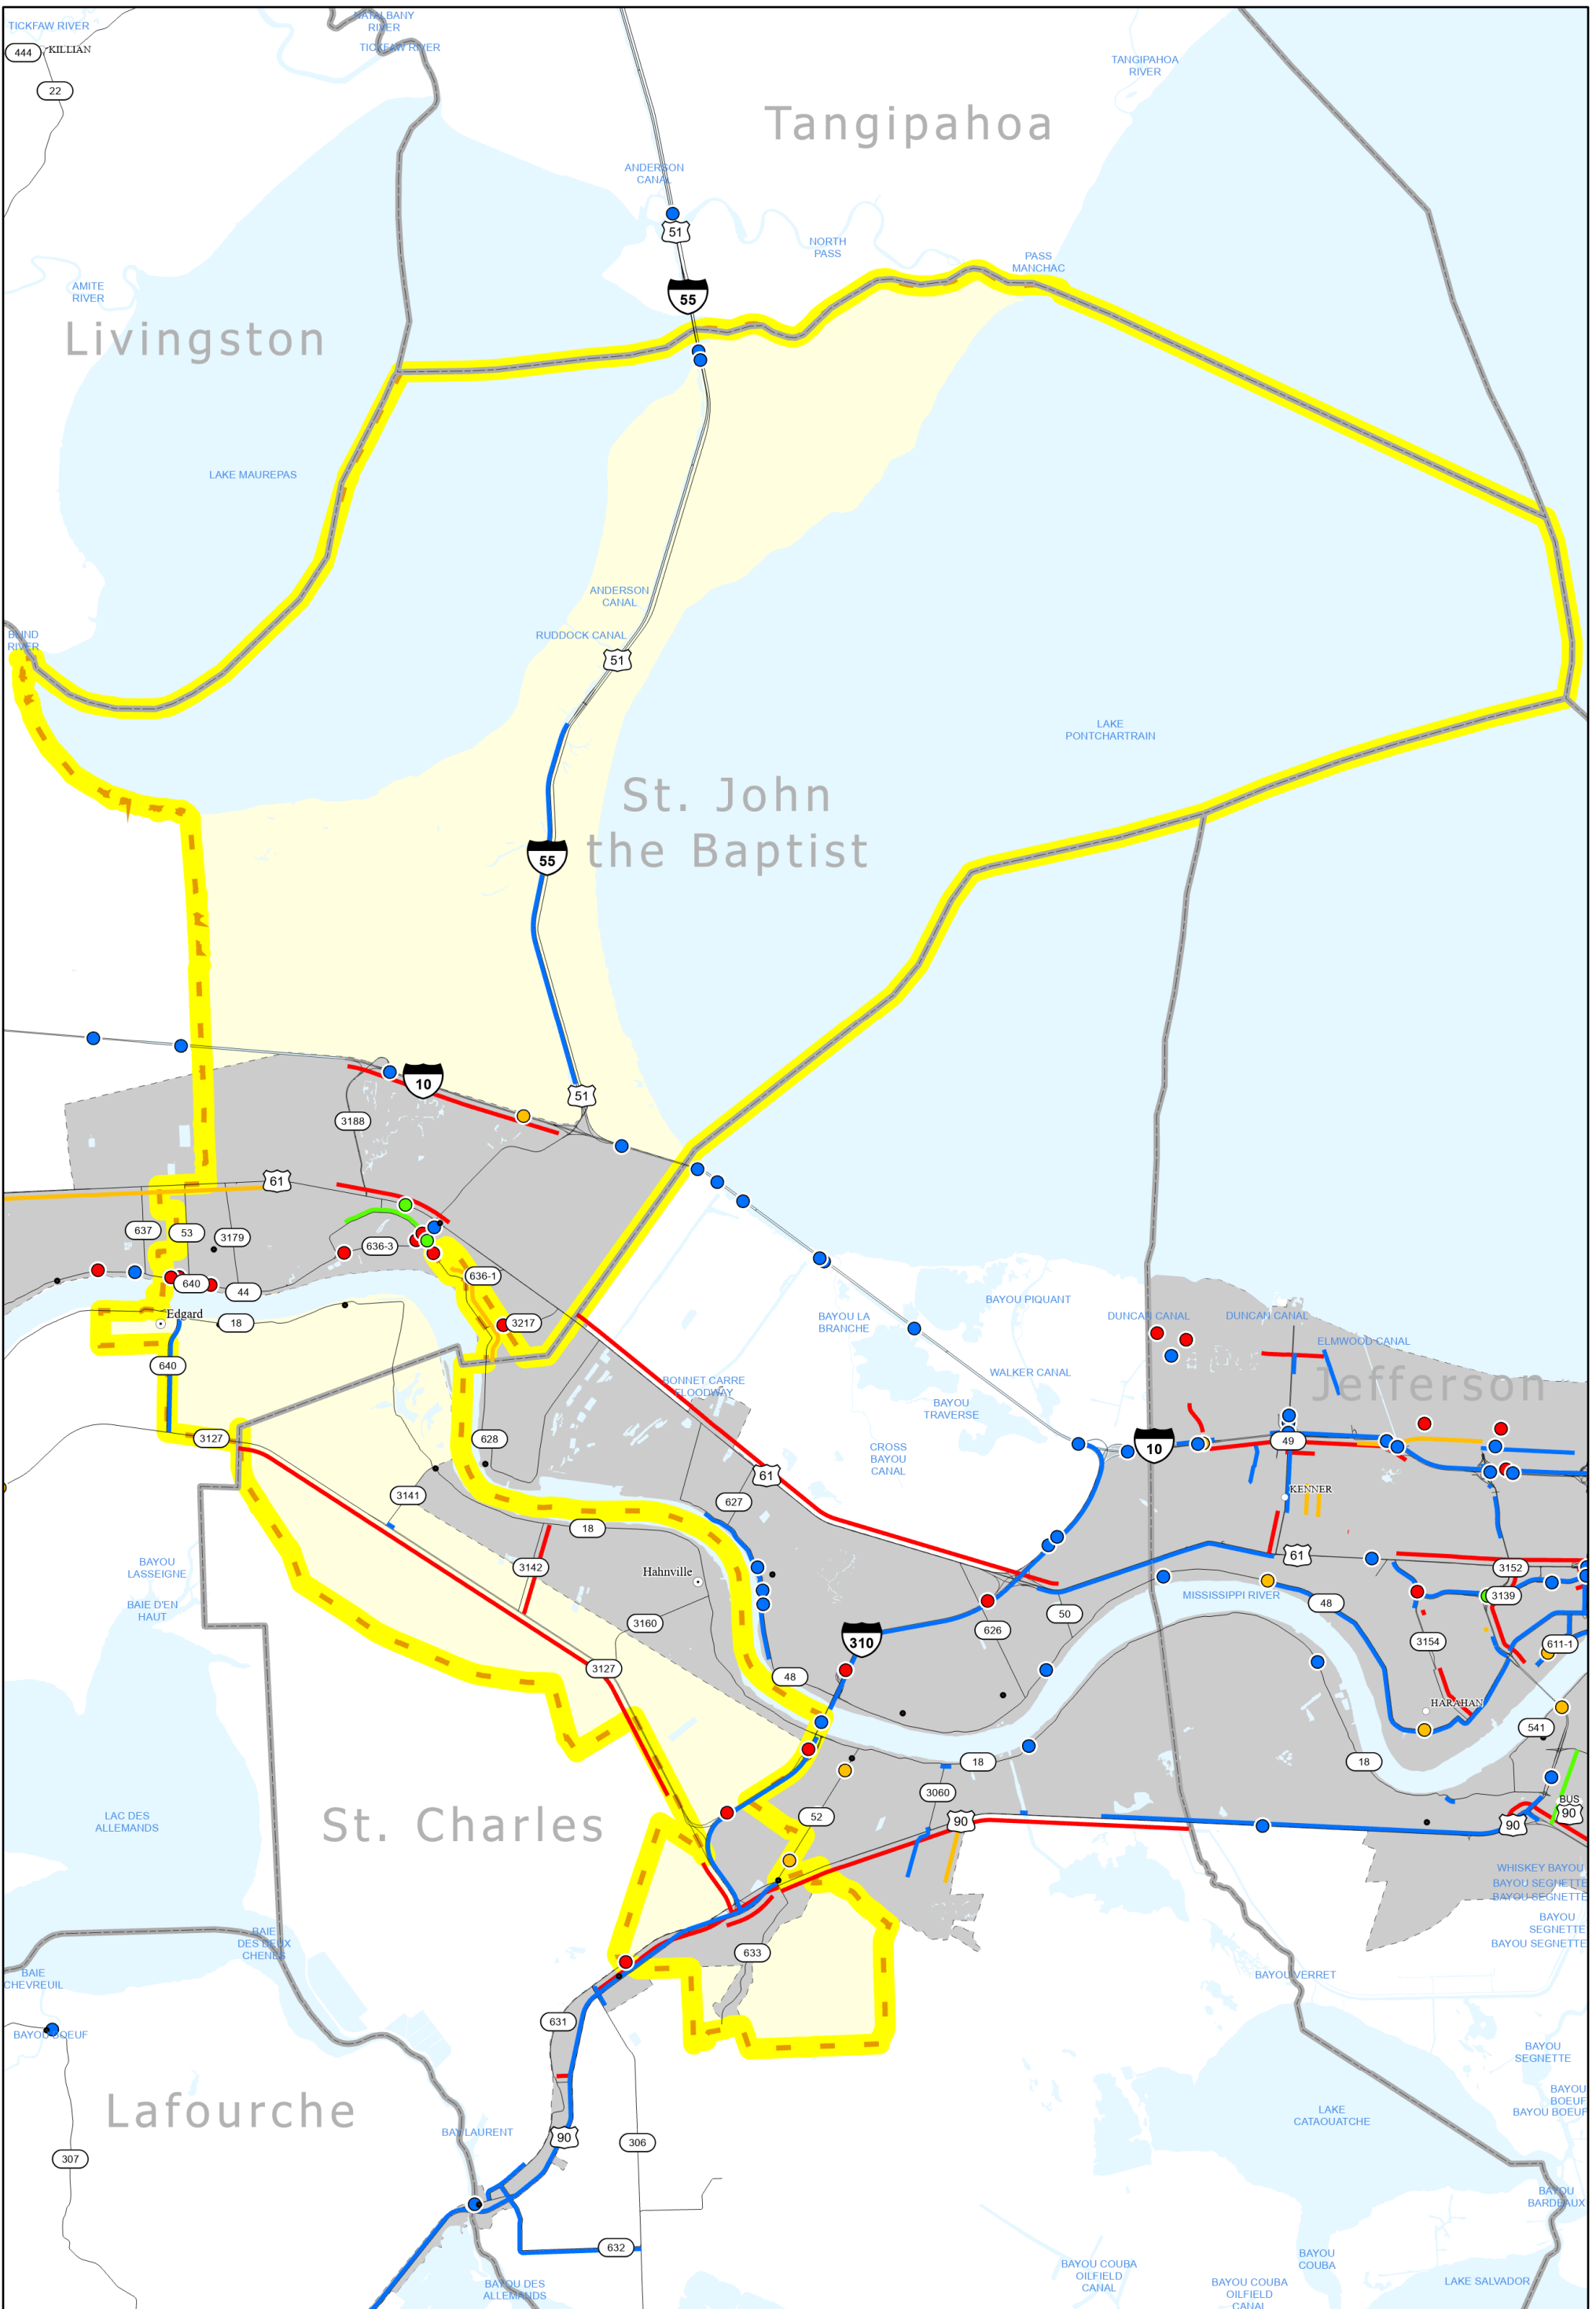 TICKFAW RIVER
444
KILLIAN
22
NATALBANY
RIVER
TICKFAW RIVER
TANGIPAHOA
RIVER
Tangipahoa
ANDERSON
CANAL
51
NORTH
PASS
PASS
MANCHAC
55
AMITE
RIVER
Livingston
LAKE MAUREPAS
ANDERSON
CANAL
RUDDOCK CANAL
51
BLIND
RIVER
LAKE
PONTCHARTRAIN
St. John
the Baptist
55
10
51
3188
61
637
53
3179
636-3
636-1
640
44
Edgard
18
3217
640
3127
BAYOU LA
BRANCHE
BAYOU PIQUANT
DUNCAN CANAL
DUNCAN CANAL
ELMWOOD CANAL
WALKER CANAL
Jefferson
BONNET CARRE
FLOODWAY
BAYOU
TRAVERSE
CROSS
BAYOU
CANAL
10
49
628
61
KENNER
3141
627
18
3142
Hahnville
61
3152
BAYOU
LASSEIGNE
BAIE D'EN
HAUT
MISSISSIPPI RIVER
3139
48
3160
310
626
50
3154
611-1
3127
48
HARAHAN
541
18
18
3060
LAC DES
ALLEMANDS
St. Charles
52
90
BUS
90
90
WHISKEY BAYOU
BAYOU SEGNETTE
BAYOU SEGNETTE
BAYOU
SEGNETTE
BAYOU SEGNETTE
BAIE
DES DEUX
CHENES
633
BAIE
CHEVREUIL
BAYOU VERRET
631
BAYOU BOEUF
BAYOU
SEGNETTE
BAYOU
BOEUF
BAYOU BOEUF
Lafourche
LAKE
CATAOUATCHE
BAY LAURENT
90
306
307
BAYOU
BARDEAUX
632
BAYOU COUBA
OILFIELD
CANAL
BAYOU
COUBA
BAYOU DES
ALLEMANDS
BAYOU COUBA
OILFIELD
CANAL
LAKE SALVADOR